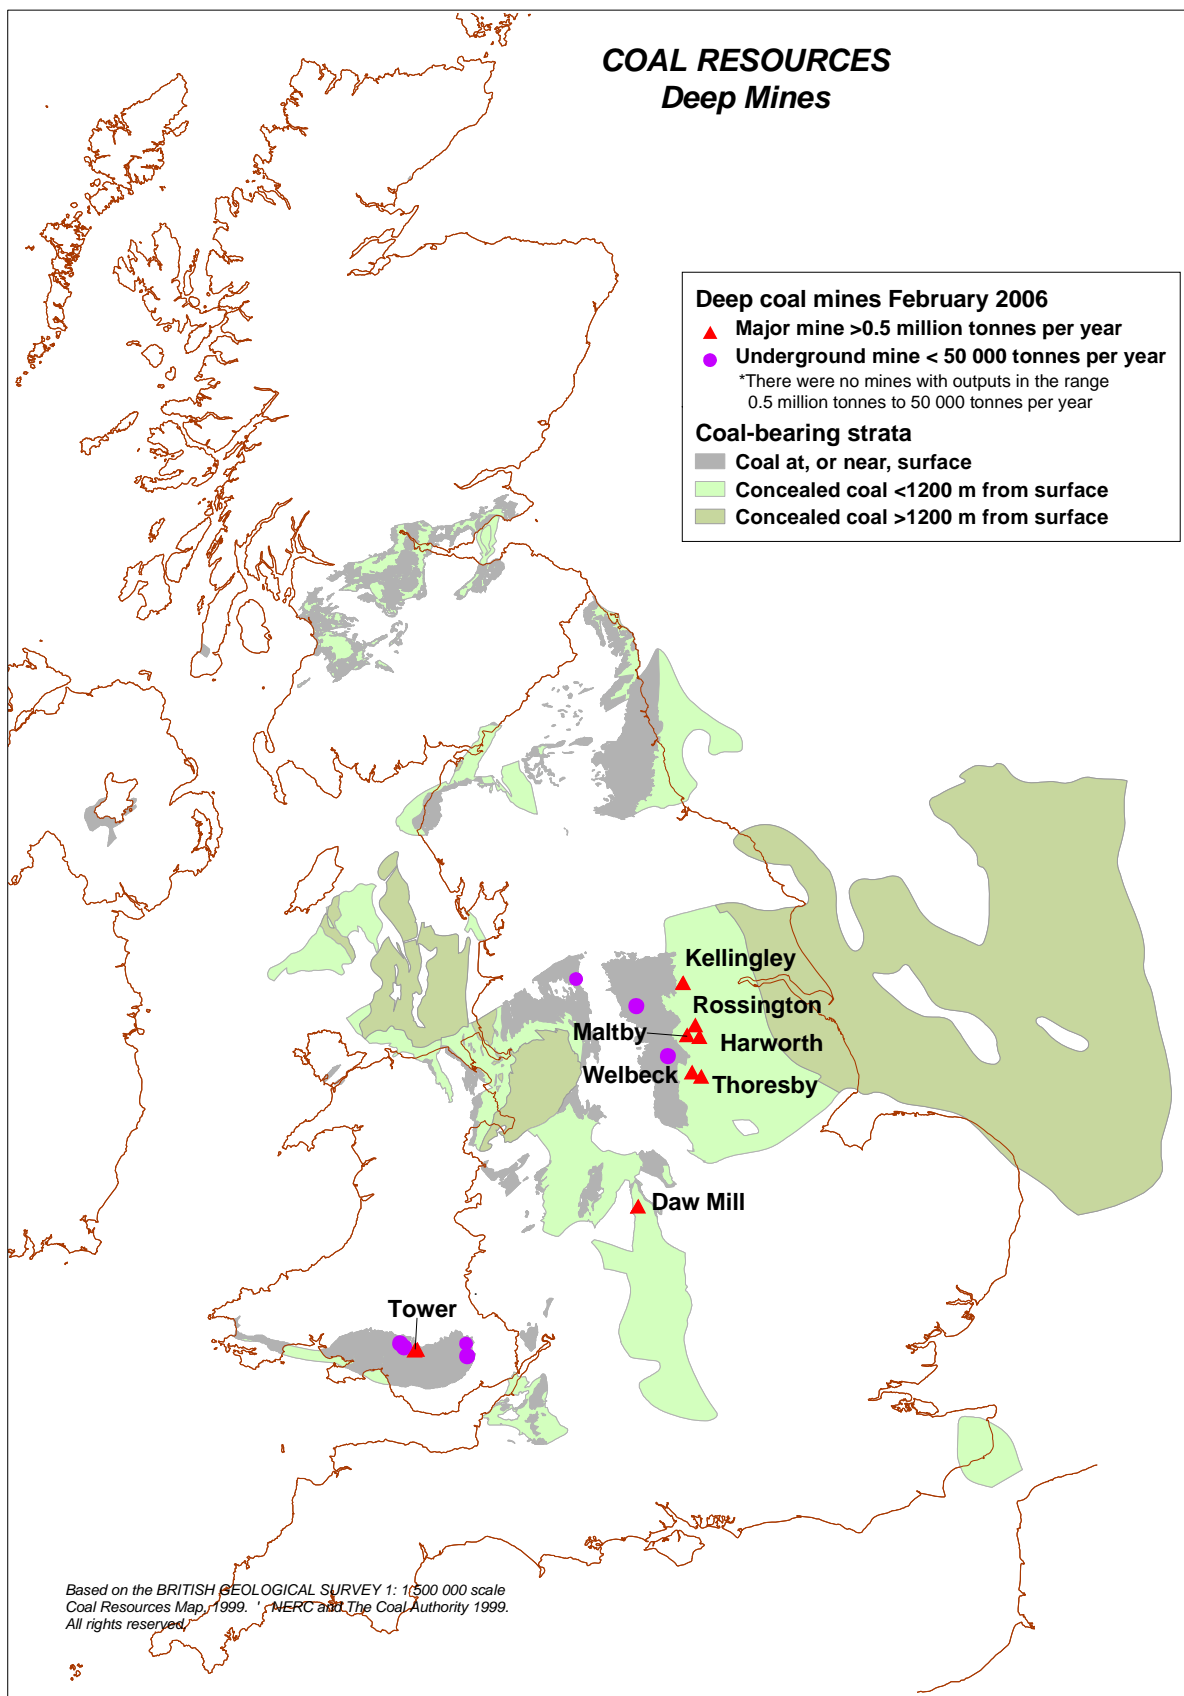 COAL RESOURCES
Deep Mines
Deep coal mines February 2006
Major mine >0.5 million tonnes per year
Underground mine < 50 000 tonnes per year
*There were no mines with outputs in the range
0.5 million tonnes to 50 000 tonnes per year
Coal-bearing strata
Coal at, or near, surface
Concealed coal <1200 m from surface
Concealed coal >1200 m from surface
Kellingley
Rossington
Maltby
Harworth
Welbeck
Thoresby
Daw Mill
Tower
Based on the BRITISH GEOLOGICAL SURVEY 1: 1 500 000 scale
Coal Resources Map, 1999. ' NERC and The Coal Authority 1999.
All rights reserved.